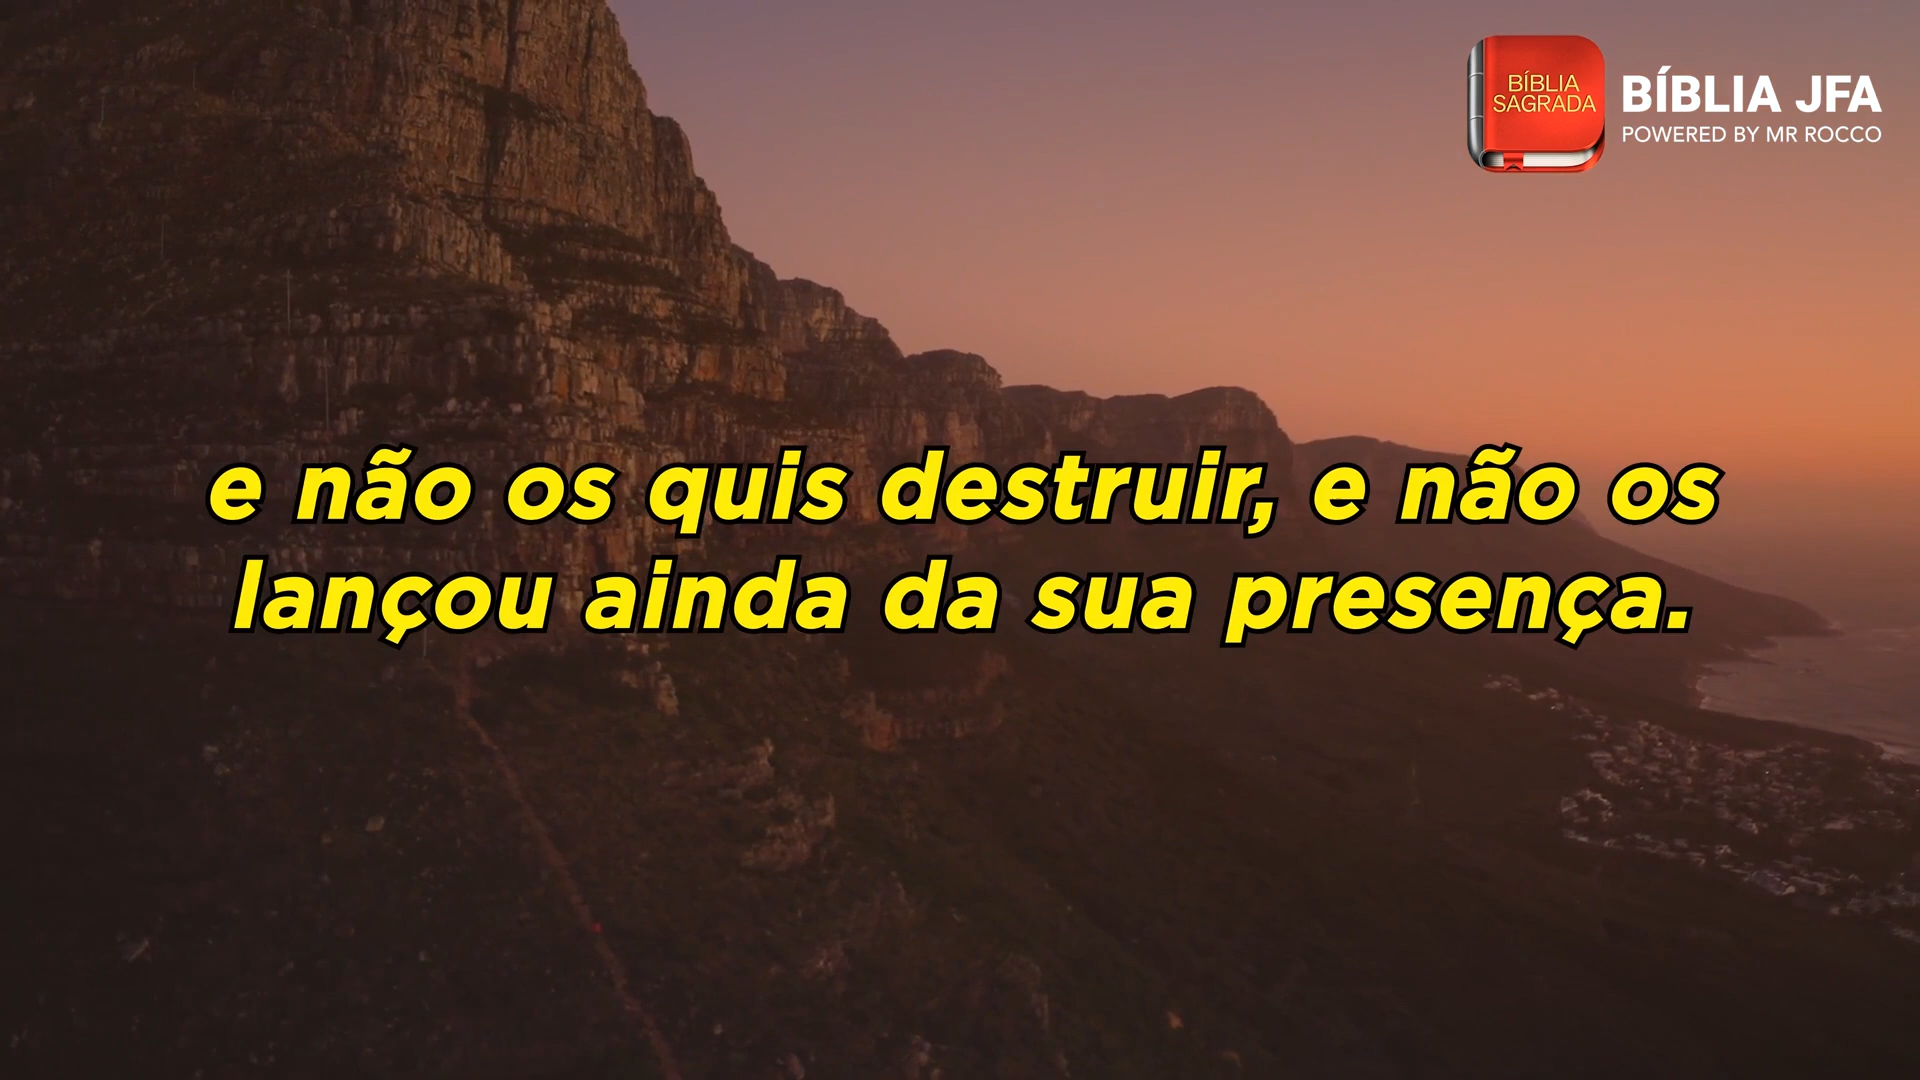 BÍBLIA
SAGRADA
BÍBLIA JFA
POWERED BY MR ROCCO
e não os quis destruir, e não os
lançou ainda da sua presença.